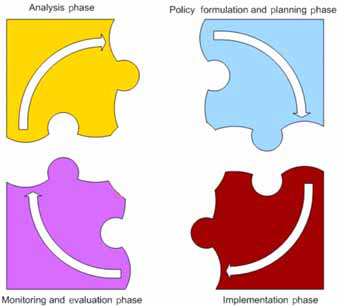 Analysis phase
Policy formulation and planning phase
Monitoring and evaluation phase
Implementation phase